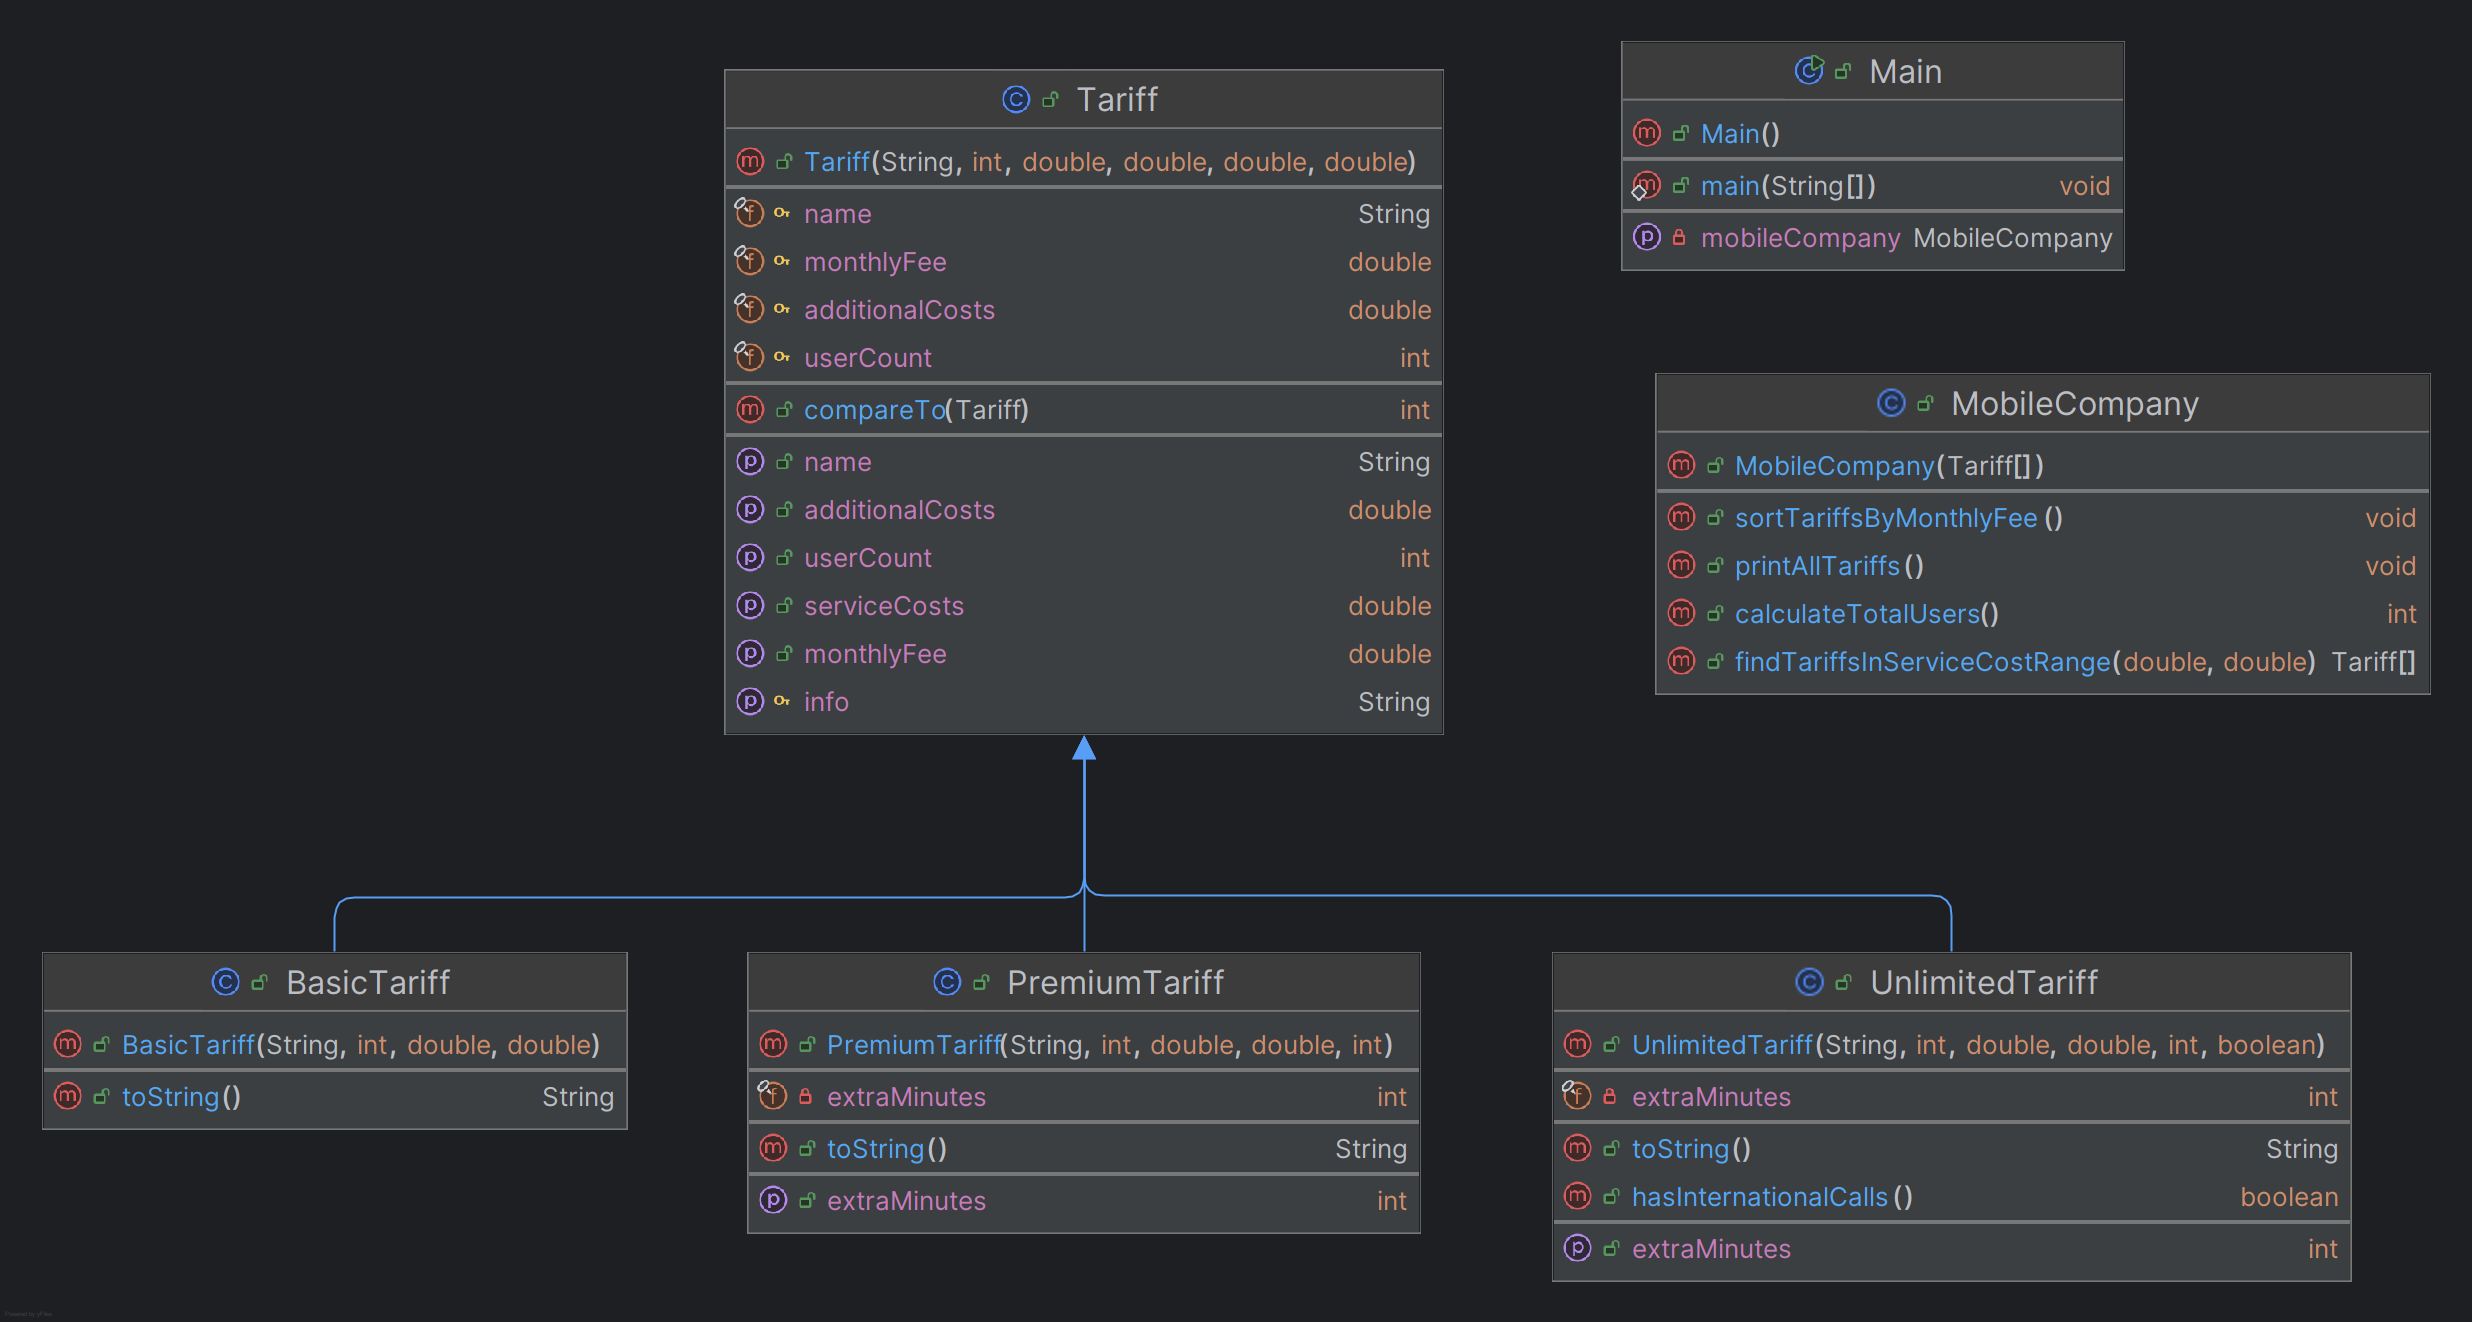 Tariff
Tariff(String, int, double, double, double, double)
name String
monthlyFee double
additionalCosts double
userCount int
compareTo(Tariff) int
name String
additionalCosts double
userCount int
serviceCosts double
monthlyFee double
info String
Main
Main()
main(String[]) void
mobileCompany MobileCompany
MobileCompany
MobileCompany(Tariff[])
sortTariffsByMonthlyFee() void
printAllTariffs() void
calculateTotalUsers() int
findTariffsInServiceCostRange(double, double) Tariff[]
BasicTariff
BasicTariff(String, int, double, double)
toString() String
PremiumTariff
PremiumTariff(String, int, double, double, int)
extraMinutes int
toString() String
extraMinutes int
UnlimitedTariff
UnlimitedTariff(String, int, double, double, int, boolean)
extraMinutes int
toString() String
hasInternationalCalls() boolean
extraMinutes int
Powered by yFiles